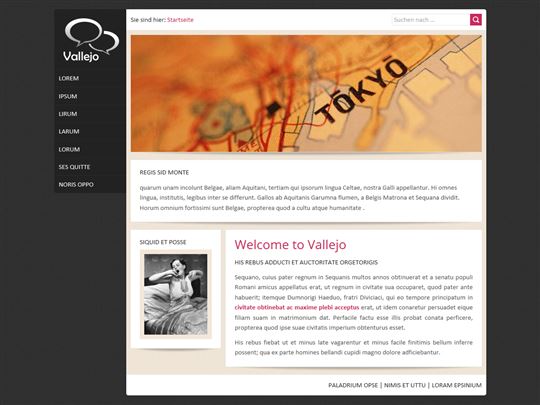 Vallejo
LOREM
IPSUM
LIRUM
LARUM
LORUM
SES QUITTE
NORIS OPPO
Sie sind hier: Startseite
Suchen nach ...
TŌKYŌ
REGIS SID MONTE
quarum unam incolunt Belgae, aliam Aquitani, tertiam qui ipsorum lingua Celtae, nostra Galli appellantur. Hi omnes
lingua, institutis, legibus inter se differunt. Gallos ab Aquitanis Garumna flumen, a Belgis Matrona et Sequana dividit.
Horum omnium fortissimi sunt Belgae, propterea quod a cultu atque humanitate .
SIQUID ET POSSE
Welcome to Vallejo
HIS REBUS ADDUCTI ET AUCTORITATE ORGETORIGIS
Sequano, cuius pater regnum in Sequanis multos annos obtinuerat et a senatu populi
Romani amicus appellatus erat, ut regnum in civitate sua occuparet, quod pater ante
habuerit; itemque Dumnorigi Haeduo, fratri Diviciaci, qui eo tempore principatum in
civitate obtinebat ac maxime plebi acceptus erat, ut idem conaretur persuadet eique
filiam suam in matrimonium dat. Perfacile factu esse illis probat conata perficere,
propterea quod ipse suae civitatis imperium obtenturus esset.
His rebus fiebat ut et minus late vagarentur et minus facile finitimis bellum inferre
possent; qua ex parte homines bellandi cupidi magno dolore adficiebantur.
PALADRIUM OPSE | NIMIS ET UTTU | LORAM EPSINIUM